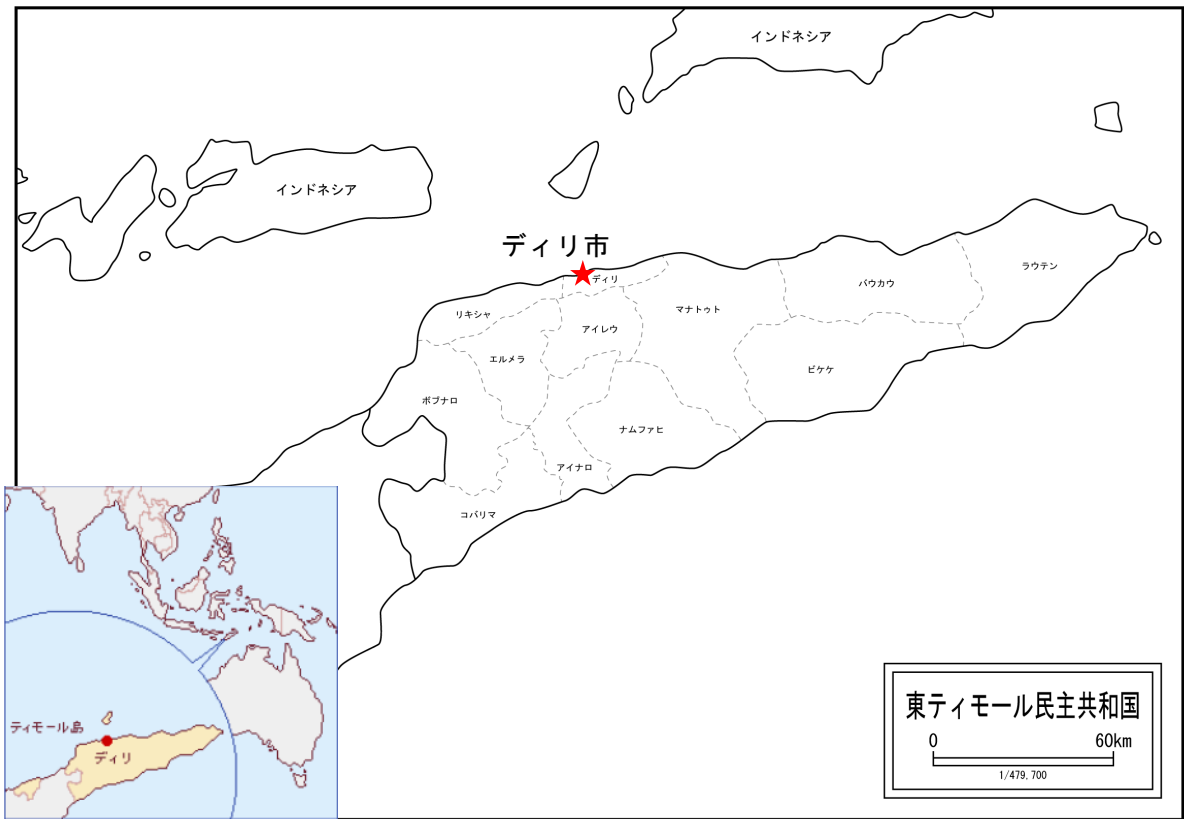 インドネシア
インドネシア
ディリ市
ディリ
ラウテン
バウカウ
マナトゥト
リキシャ
アイレウ
エルメラ
ビケケ
ボブナロ
ナムファヒ
アイナロ
コバリマ
ティモール島
ディリ
東ティモール民主共和国
0 60km
1/479,700